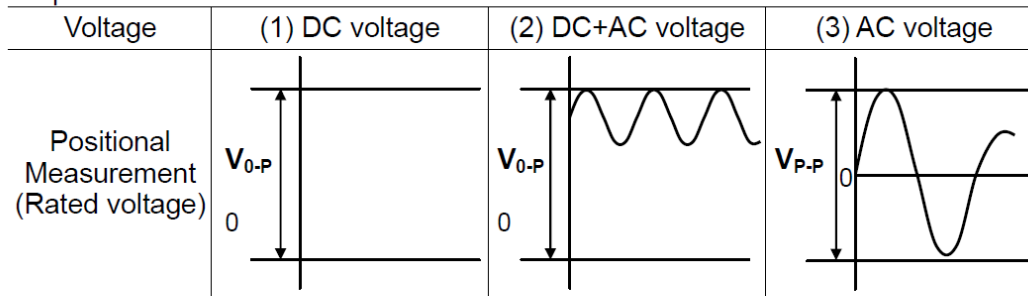 Voltage
(1) DC voltage
(2) DC+AC voltage
(3) AC voltage
Positional
Measurement
(Rated voltage)
V0-P
0
V0-P
0
VP-P
0